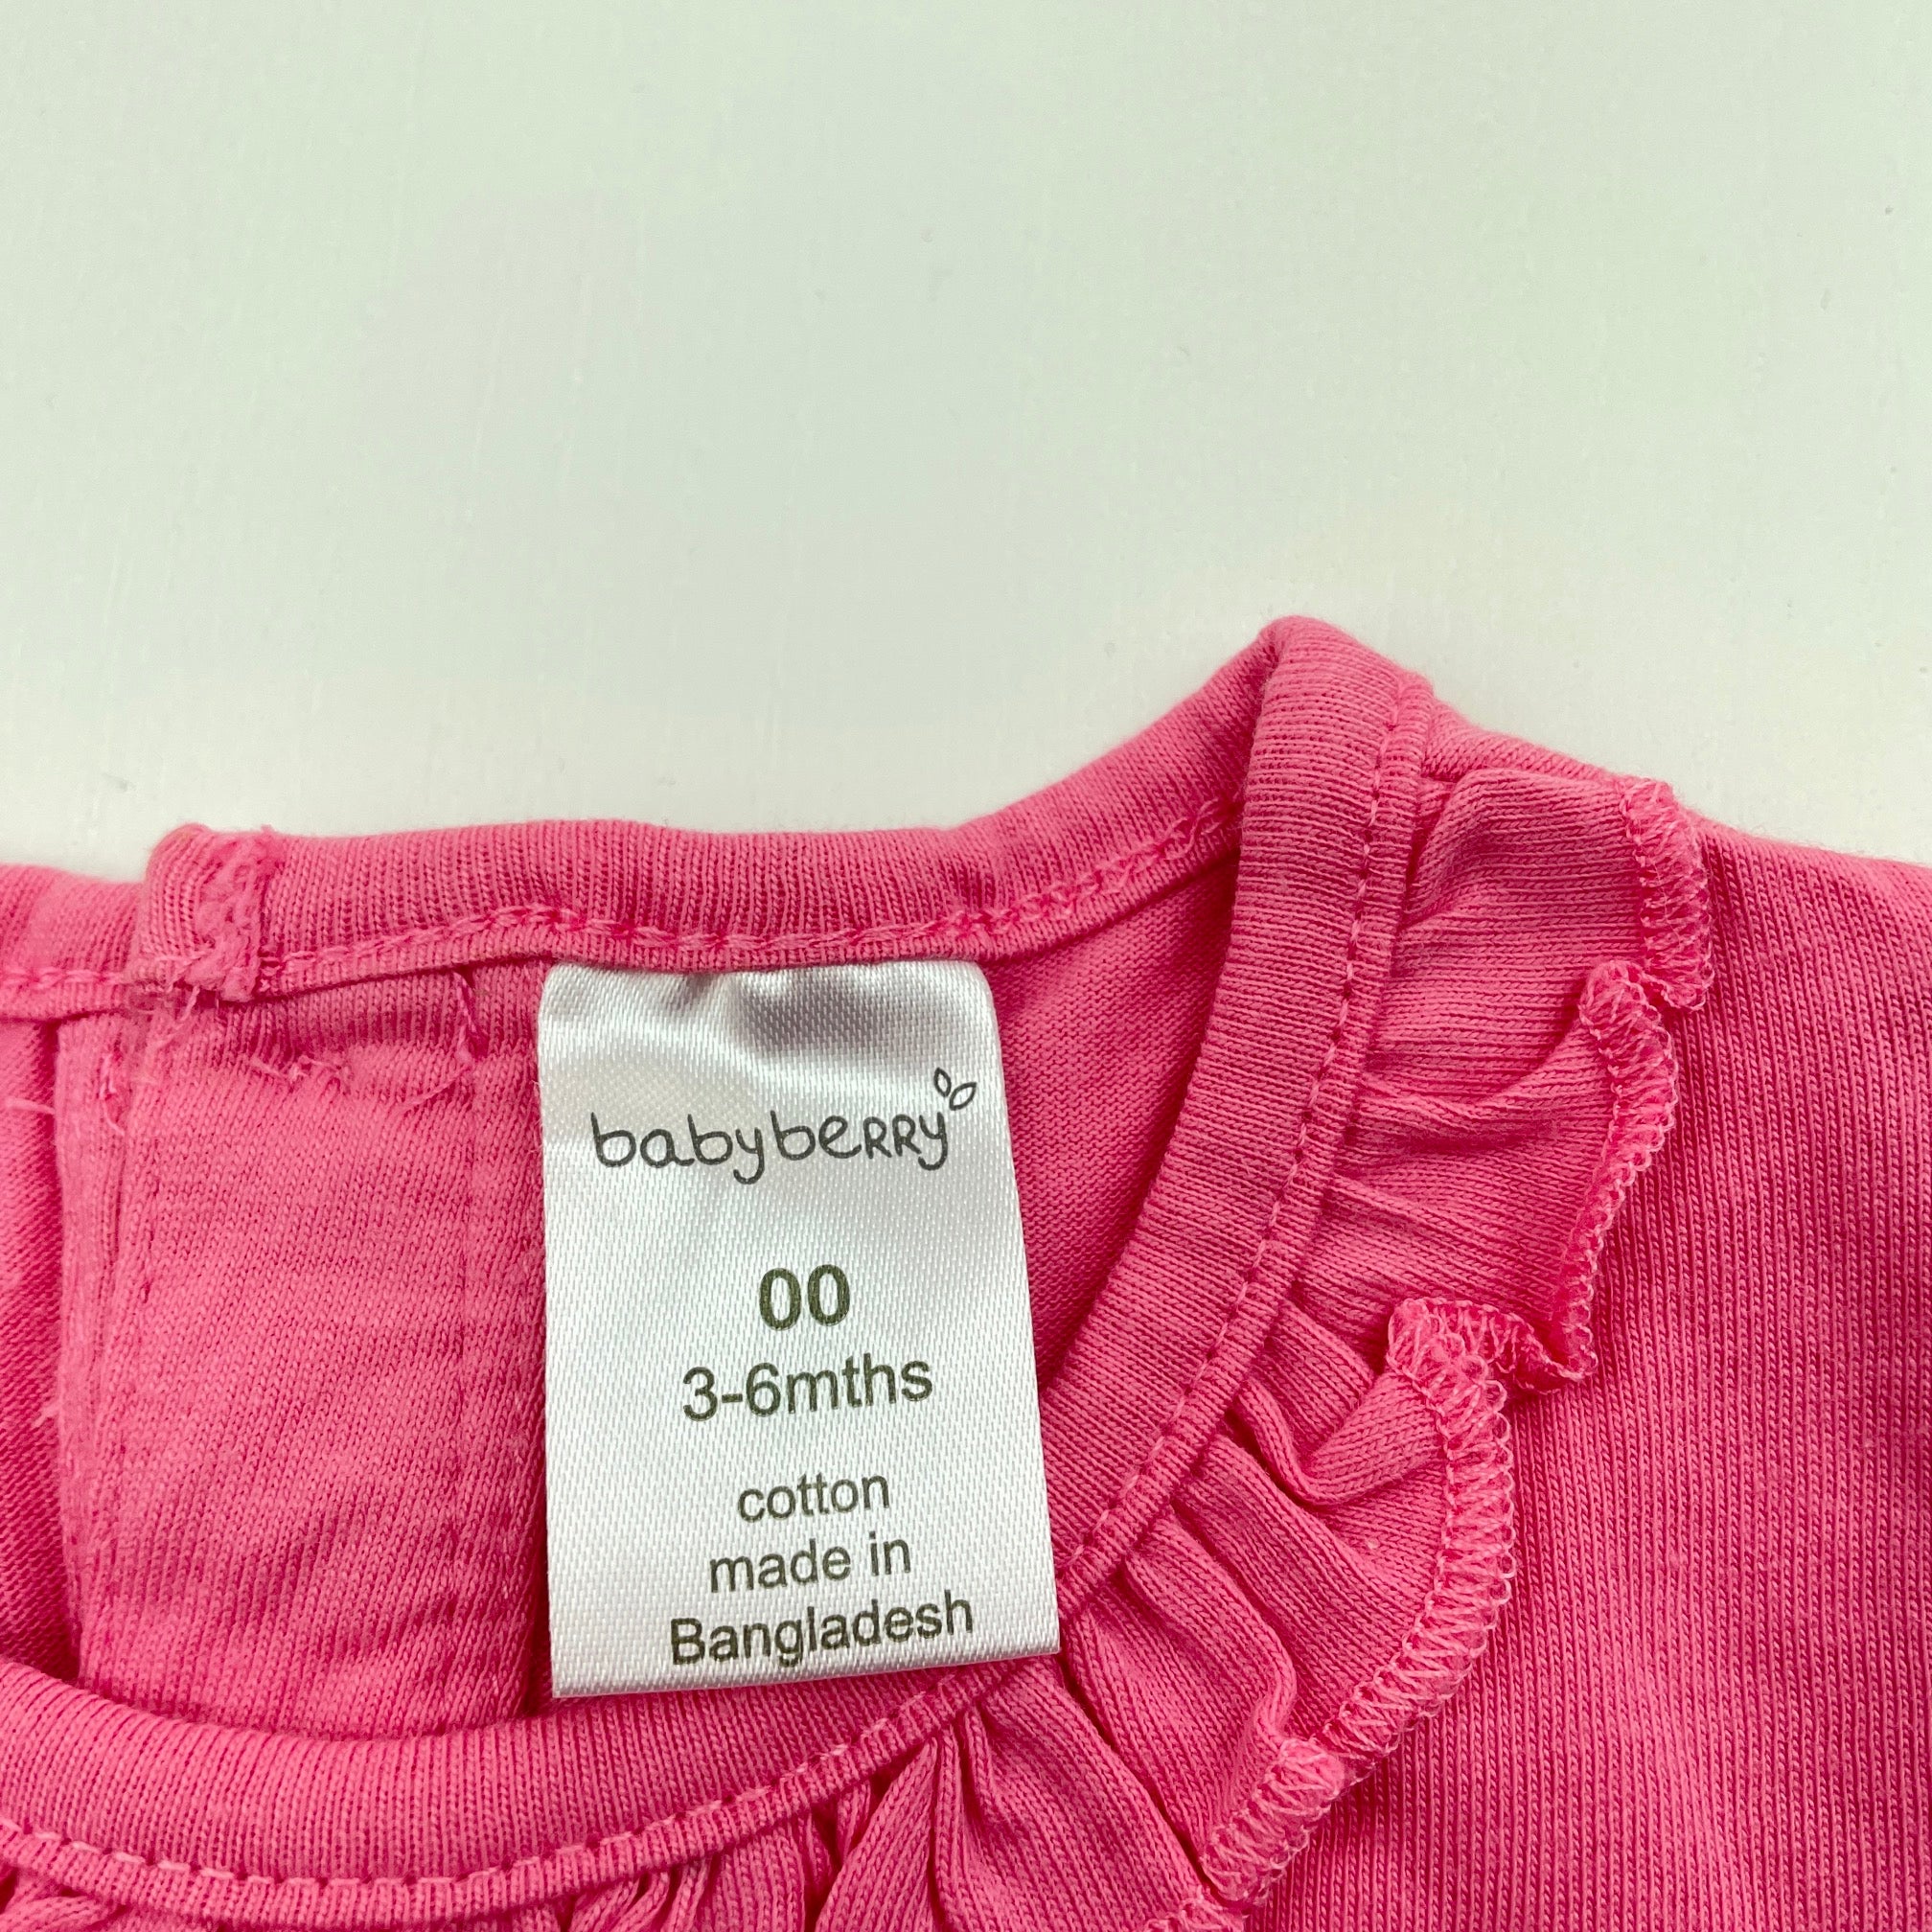 babyberry
00
3-6mths
cotton
made in
Bangladesh